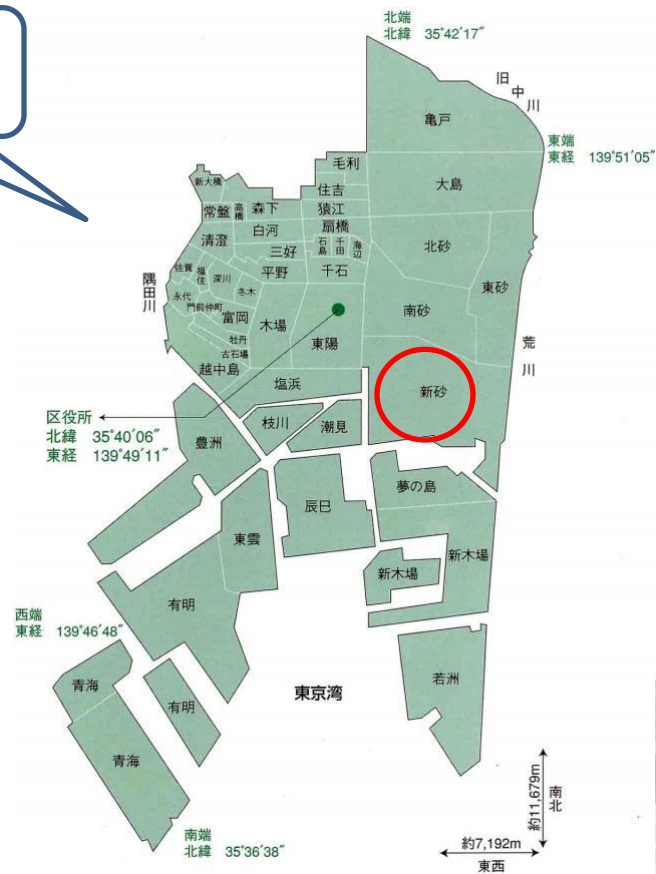 北端
北緯 35°42′17″
旧中川
亀戸
東端
東経 139°51′05″
毛利
大島
新大橋
住吉
常盤
高橋
森下
猿江
白河
扇橋
清澄
石島
千田
海辺
北砂
三好
佐賀
福住
深川
平野
千石
東砂
隅田川
冬木
永代
門前仲町
富岡
木場
南砂
牡丹
東陽
古石場
荒川
越中島
塩浜
新砂
区役所
北緯 35°40′06″
東経 139°49′11″
枝川
潮見
豊洲
夢の島
辰巳
東雲
新木場
新木場
西端
東経 139°46′48″
有明
若洲
青海
有明
東京湾
青海
約11,679m
南北
南端
北緯 35°36′38″
約7,192m
東西